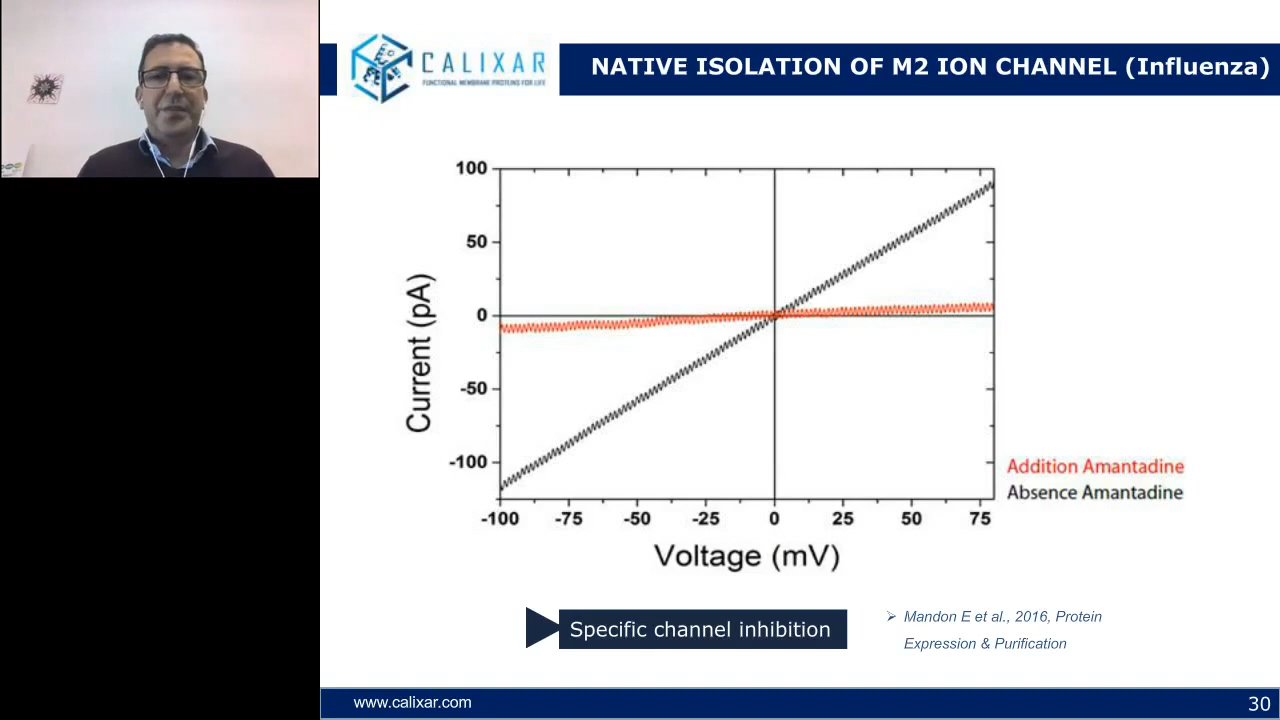 CALIXAR
FUNCTIONAL MEMBRANE PROTEINS FOR LIFE
NATIVE ISOLATION OF M2 ION CHANNEL (Influenza)
100
50
0
-50
-100
Current (pA)
-100 -75 -50 -25 0 25 50 75
Voltage (mV)
Addition Amantadine
Absence Amantadine
Specific channel inhibition
➢ Mandon E et al., 2016, Protein
Expression & Purification
www.calixar.com
30